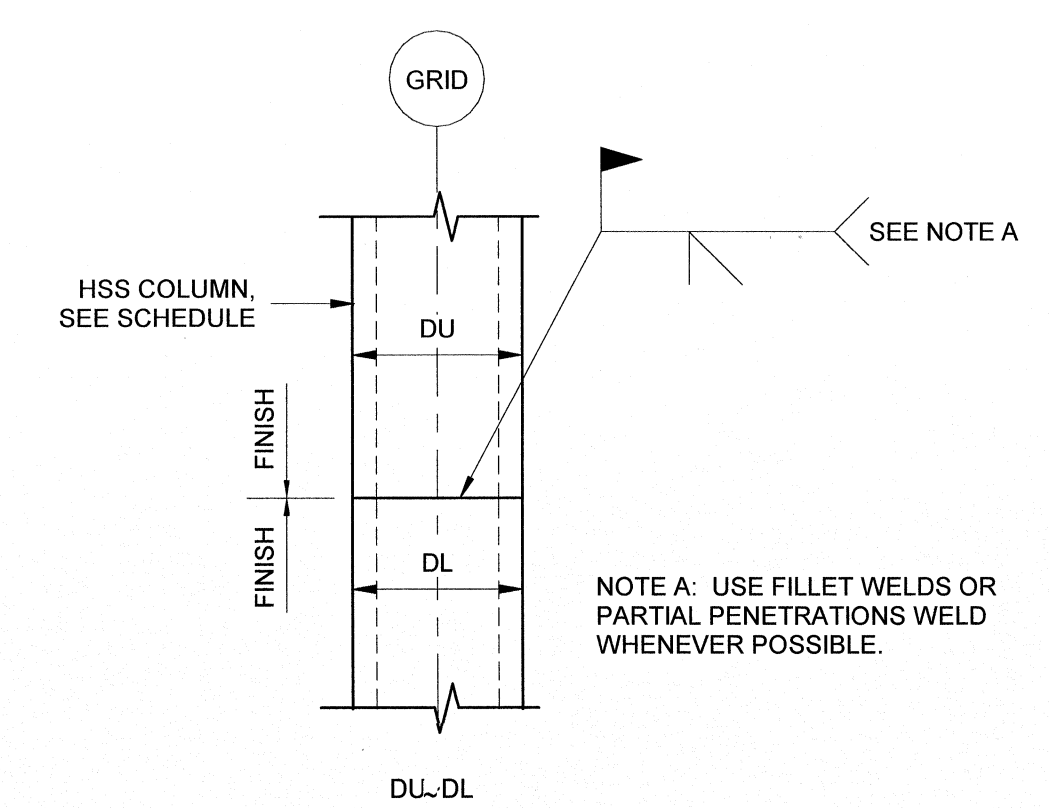 GRID
SEE NOTE A
HSS COLUMN,
SEE SCHEDULE
DU
FINISH
FINISH
DL
NOTE A: USE FILLET WELDS OR
PARTIAL PENETRATIONS WELD
WHENEVER POSSIBLE.
DU~DL